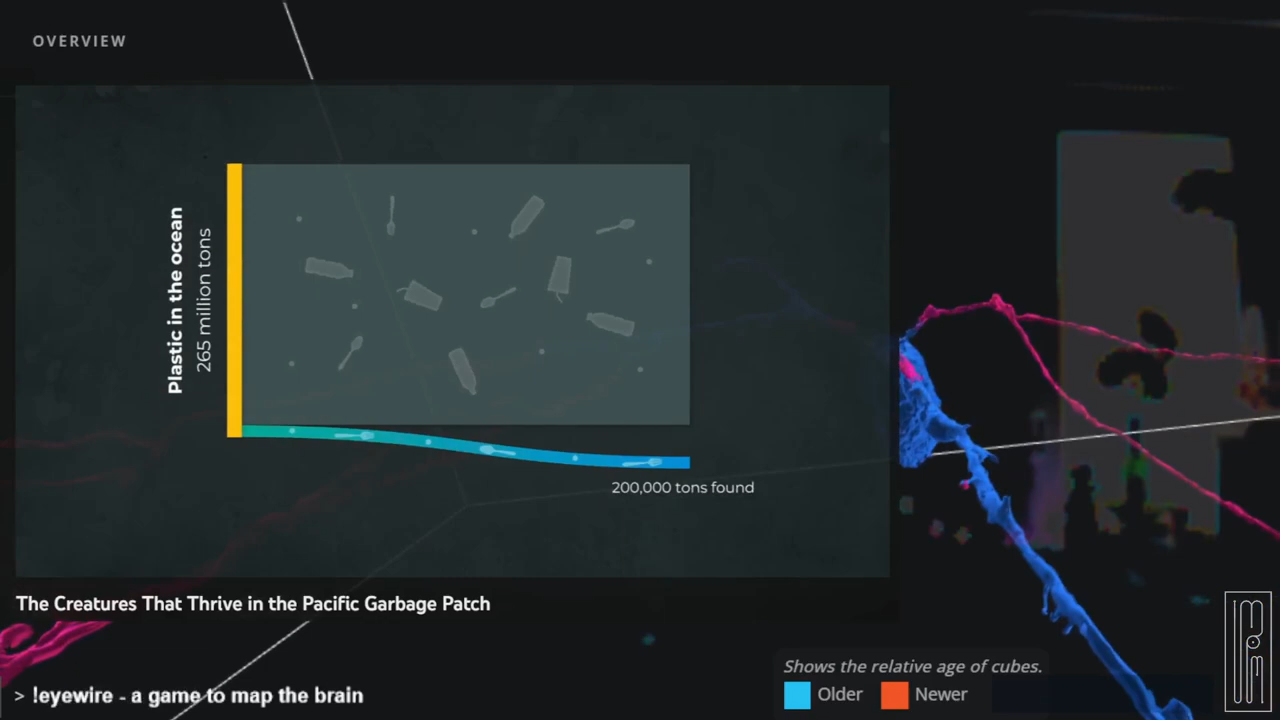 OVERVIEW
Plastic in the ocean
265 million tons
200,000 tons found
The Creatures That Thrive in the Pacific Garbage Patch
Shows the relative age of cubes.
Older Newer
> !eyewire - a game to map the brain